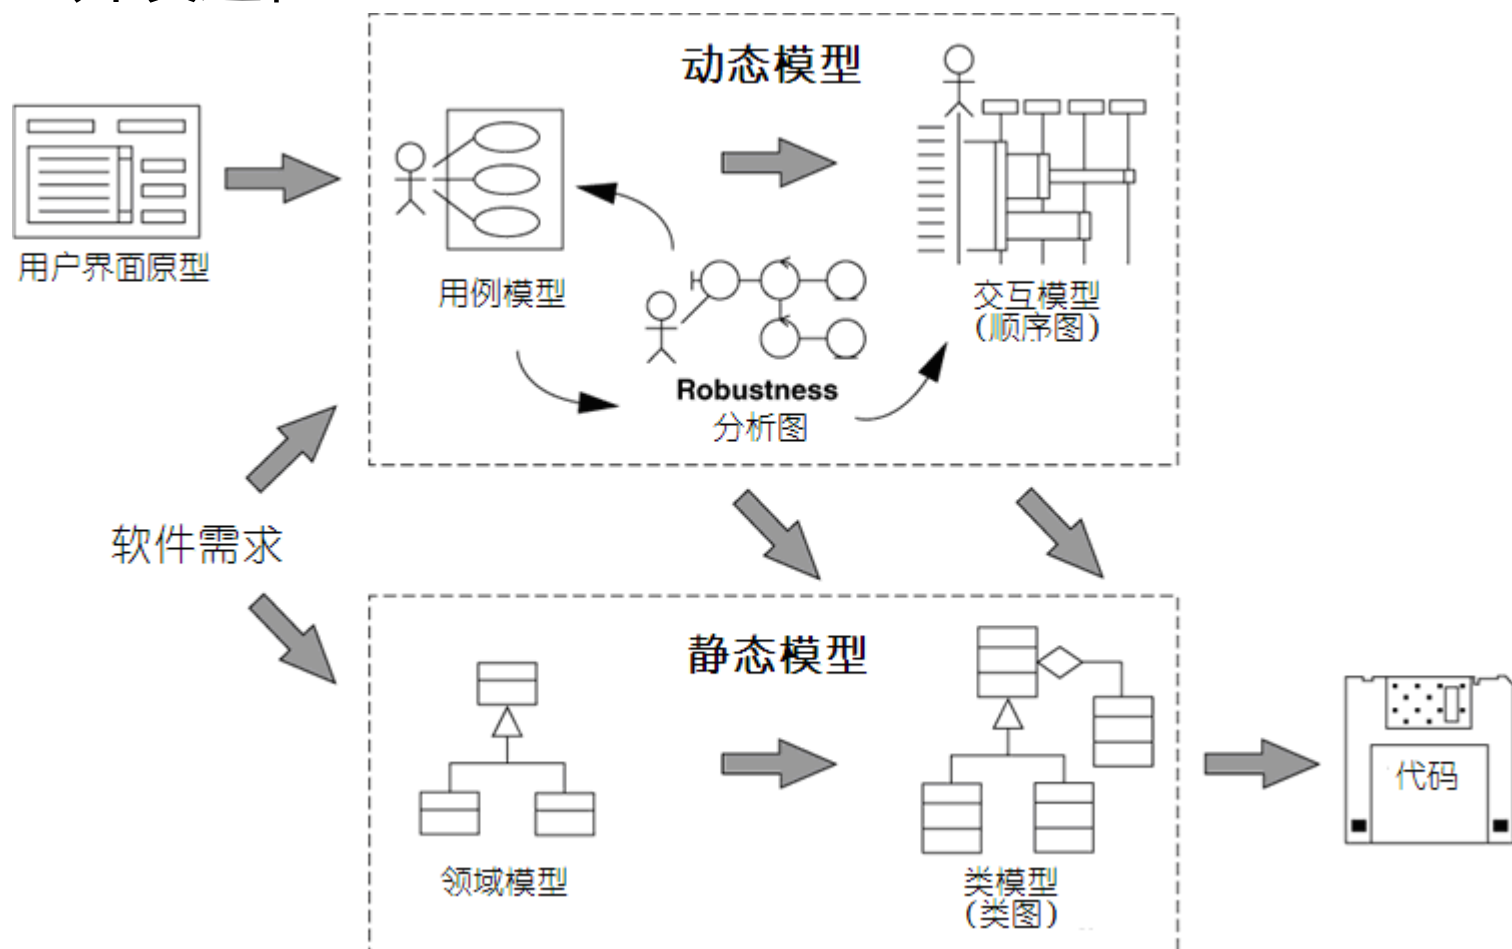 动态模型
用户界面原型
用例模型
交互模型
(顺序图)
Robustness
分析图
软件需求
静态模型
领域模型
类模型
(类图)
代码